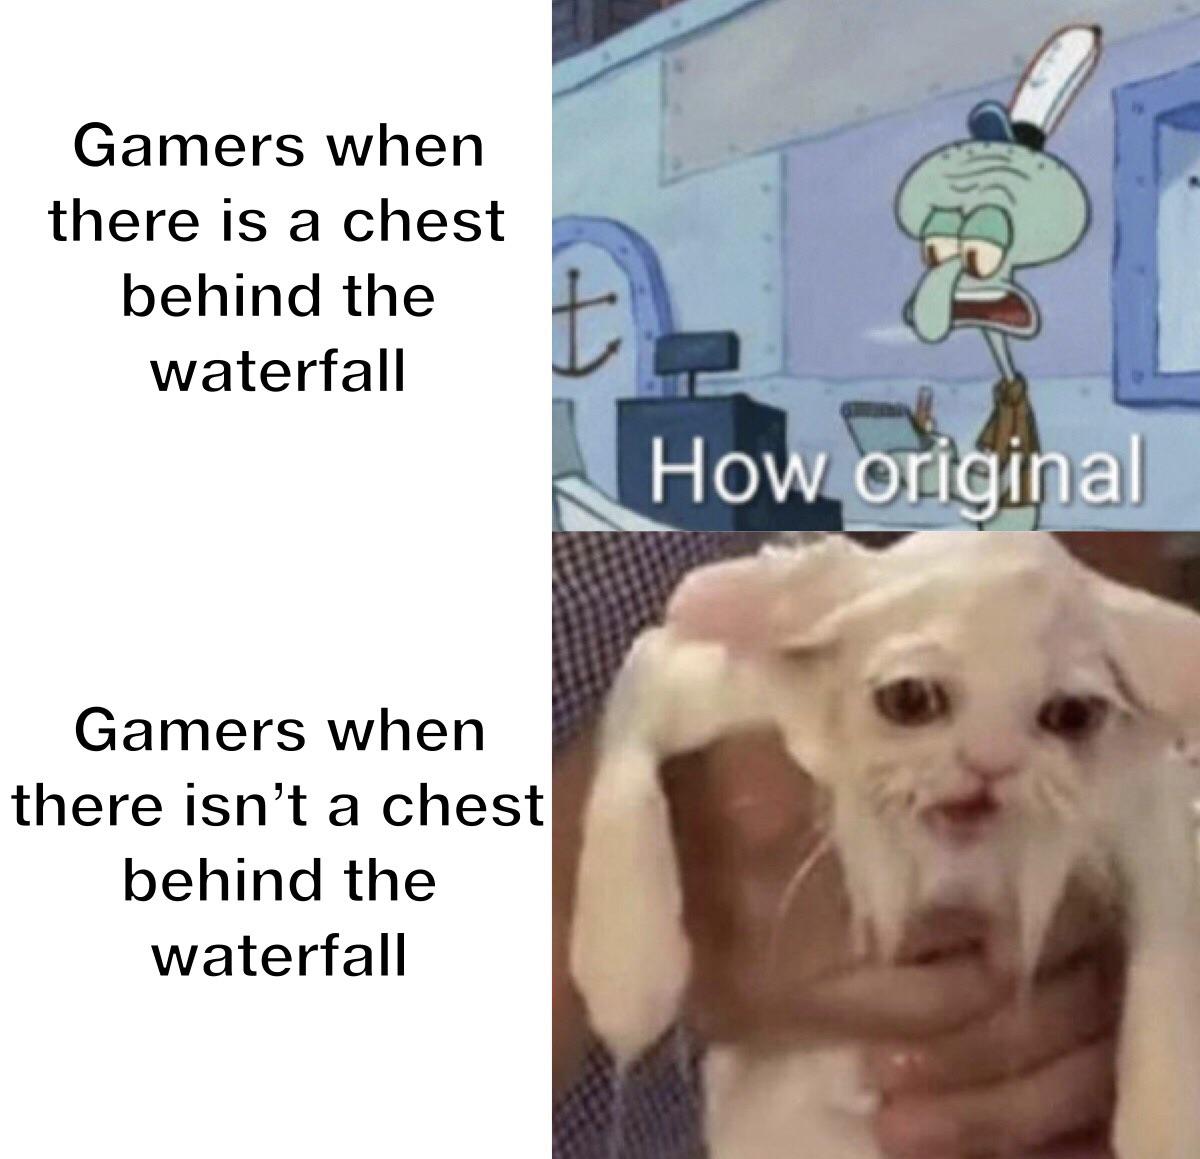 Gamers when
there is a chest
behind the
waterfall
How original
Gamers when
there isn’t a chest
behind the
waterfall